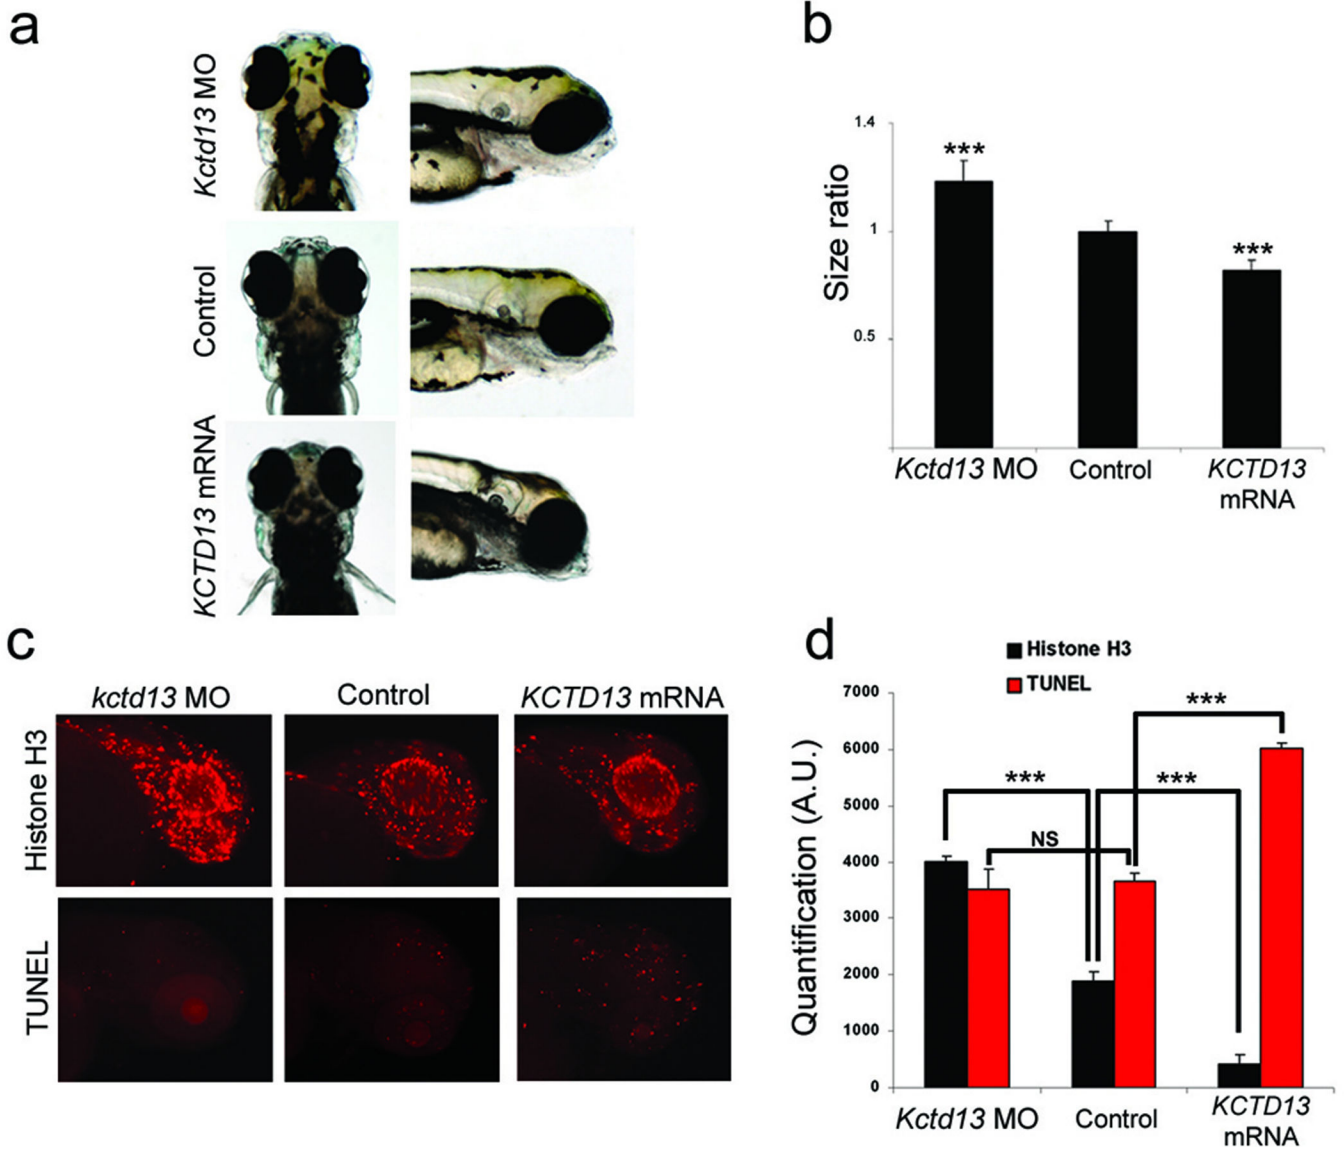 a
Kctd13 MO
Control
KCTD13 mRNA
b
Size ratio
1.4
1
0.5
***
***
Kctd13 MO
Control
KCTD13
mRNA
c
kctd13 MO
Control
KCTD13 mRNA
Histone H3
TUNEL
d
Histone H3
TUNEL
Quantification (A.U.)
7000
6000
5000
4000
3000
2000
1000
0
***
***
***
NS
Kctd13 MO
Control
KCTD13
mRNA